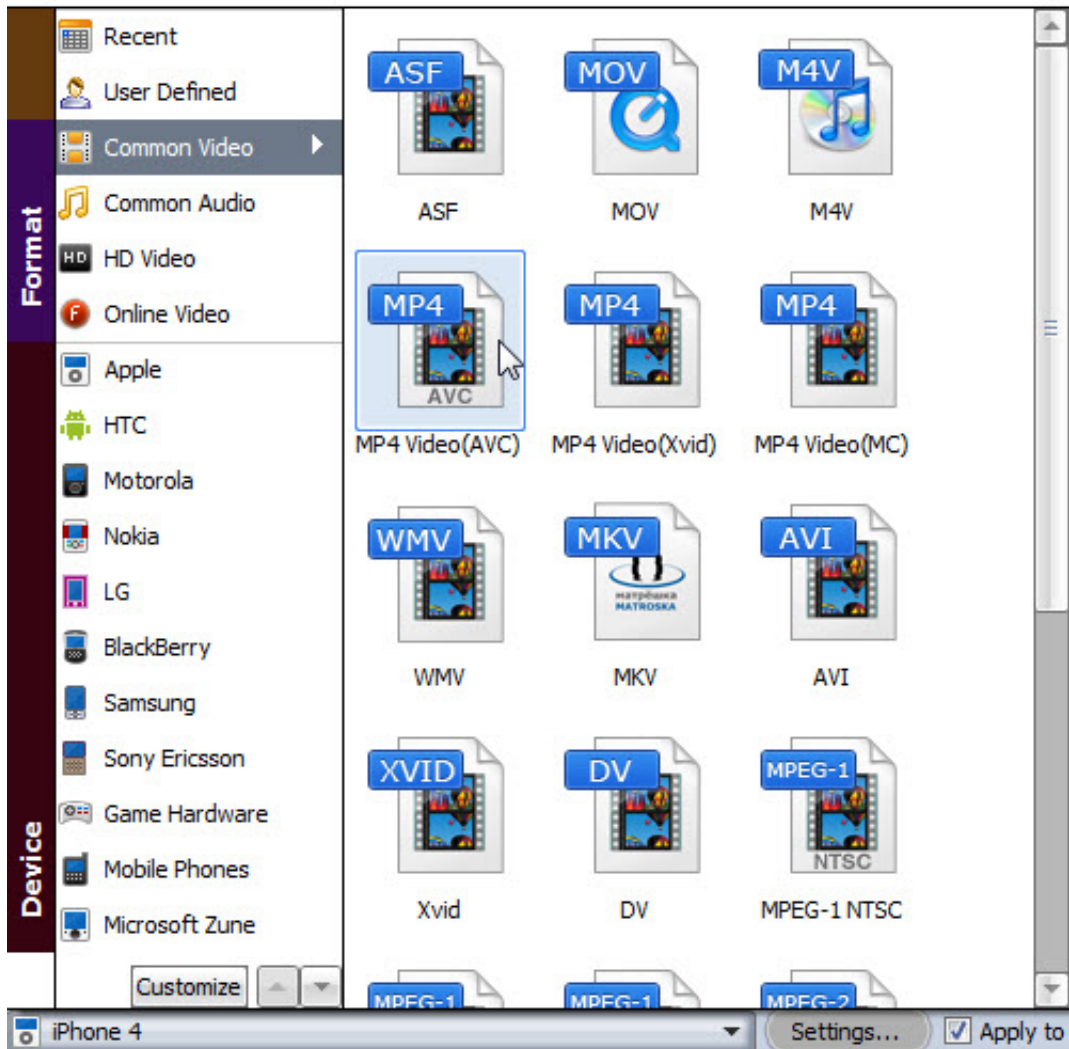 Format
Device
Recent
User Defined
Common Video
Common Audio
HD
HD Video
F
Online Video
Apple
HTC
Motorola
Nokia
LG
BlackBerry
Samsung
Sony Ericsson
Game Hardware
Mobile Phones
Microsoft Zune
Customize
ASF
MOV
M4V
ASF
MOV
M4V
MP4
MP4
MP4
AVC
MP4 Video(AVC)
MP4 Video(Xvid)
MP4 Video(MC)
WMV
MKV
AVI
матрёшка
MATROSKA
WMV
MKV
AVI
XVID
DV
MPEG-1
NTSC
Xvid
DV
MPEG-1 NTSC
MPEG-1
MPEG-1
MPEG-2
iPhone 4
Settings...
Apply to